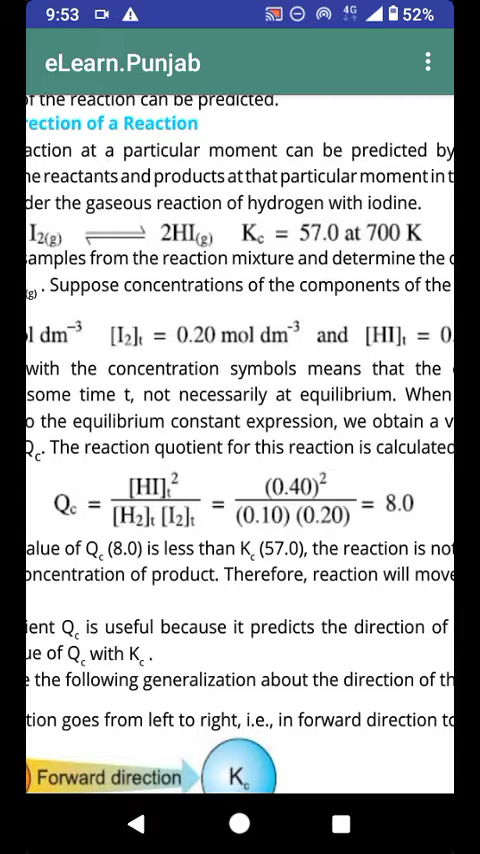 9:53 4G 52%
eLearn.Punjab
of the reaction can be predicted.
rection of a Reaction
action at a particular moment can be predicted by
he reactants and products at that particular moment in t
der the gaseous reaction of hydrogen with iodine.
I₂(g) ⇌ 2HI(g) Kc = 57.0 at 700 K
samples from the reaction mixture and determine the c
(g) . Suppose concentrations of the components of the
l dm⁻³ [I₂]t = 0.20 mol dm⁻³ and [HI]t = 0.
with the concentration symbols means that the
some time t, not necessarily at equilibrium. When
o the equilibrium constant expression, we obtain a v
Qc. The reaction quotient for this reaction is calculated
Qc = [HI]t² / [H₂]t [I₂]t = (0.40)² / (0.10) (0.20) = 8.0
alue of Qc (8.0) is less than Kc (57.0), the reaction is not
oncentration of product. Therefore, reaction will move
ient Qc is useful because it predicts the direction of
ue of Qc with Kc .
e the following generalization about the direction of th
tion goes from left to right, i.e., in forward direction to
) Forward direction Kc